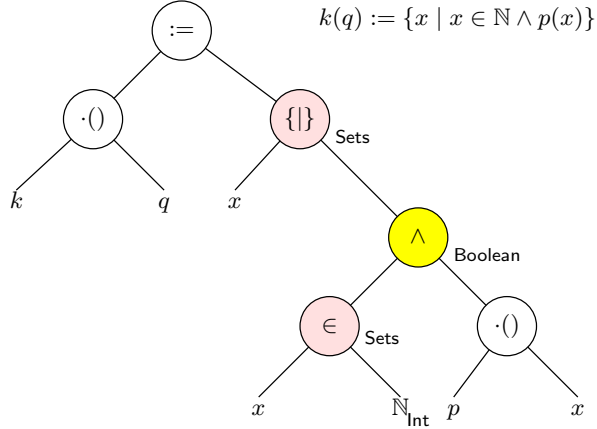 := k(q) := {x | x ∈ ℕ ∧ p(x)}
·() {|} Sets
k q x
∧ Boolean
∈ Sets ·()
x ℕ Int p x